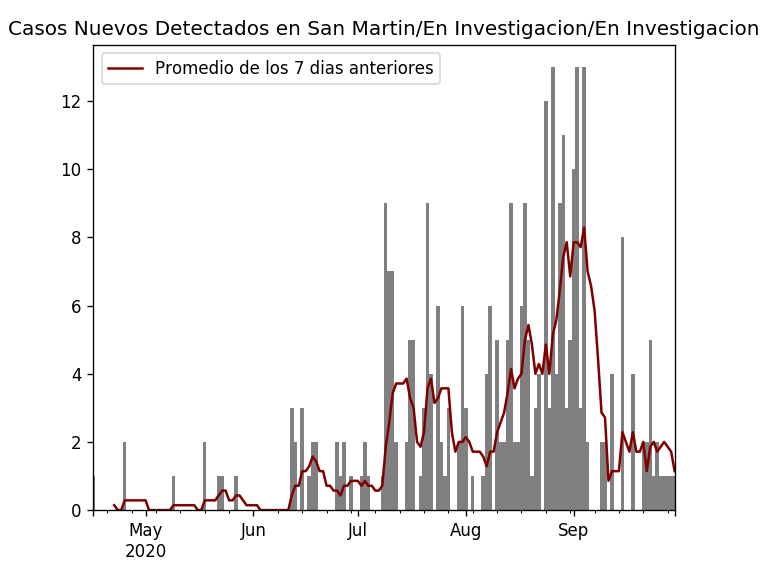 Casos Nuevos Detectados en San Martin/En Investigacion/En Investigacion
Promedio de los 7 dias anteriores
12
10
8
6
4
2
0
May Jun Jul Aug Sep
2020